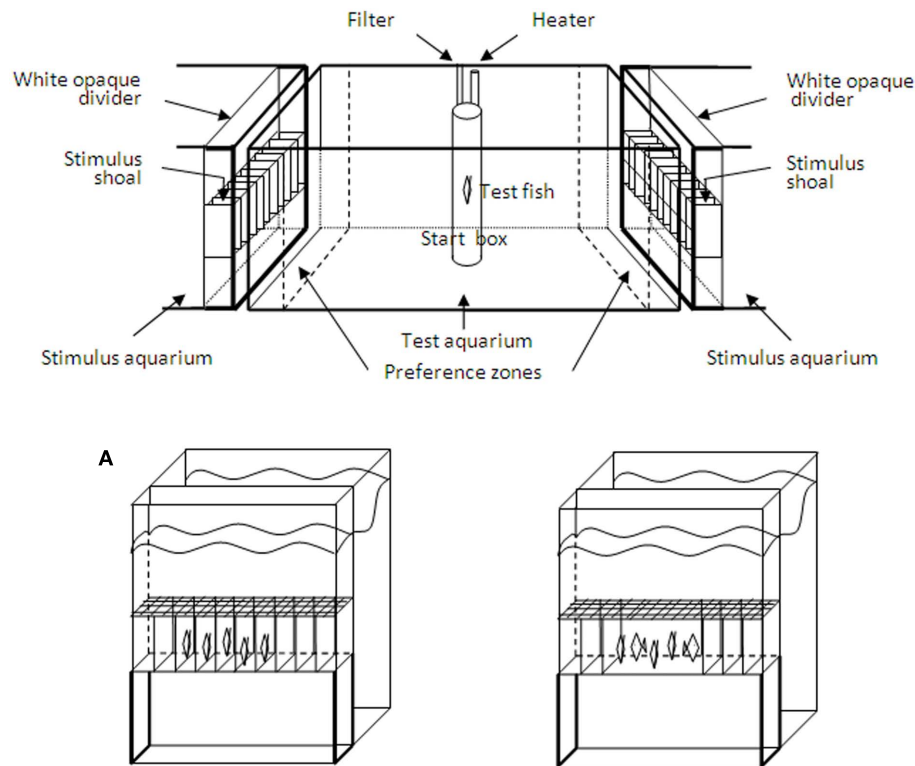 Filter
Heater
White opaque
divider
White opaque
divider
Stimulus
shoal
Stimulus
shoal
Test fish
Start box
Test aquarium
Stimulus aquarium
Stimulus aquarium
Preference zones
A